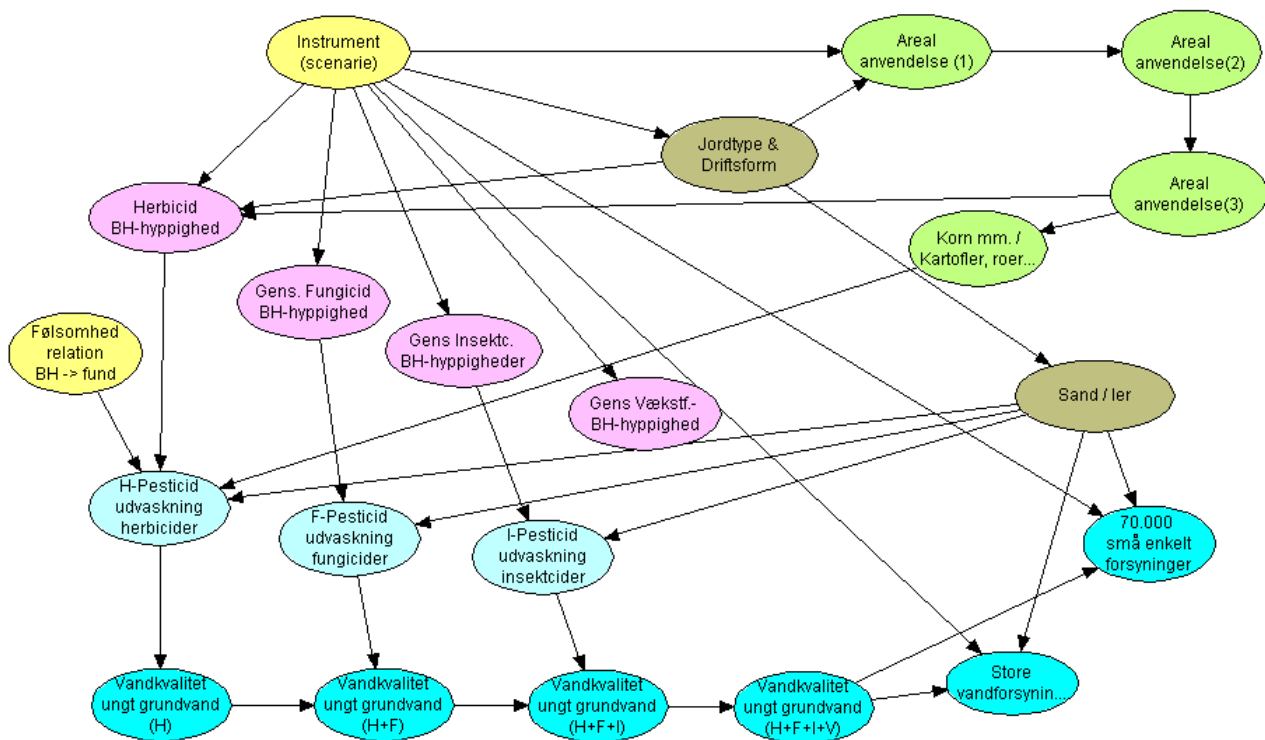 Instrument
(scenarie)
Areal
anvendelse (1)
Areal
anvendelse(2)
Jordtype &
Driftsform
Areal
anvendelse(3)
Herbicid
BH-hyppighed
Korn mm. /
Kartofler, roer...
Gens. Fungicid
BH-hyppighed
Gens Insektc.
BH-hyppigheder
Følsomhed
relation
BH -> fund
Gens Vækstf.-
BH-hyppighed
Sand / ler
H-Pesticid
udvaskning
herbicider
F-Pesticid
udvaskning
fungicider
I-Pesticid
udvaskning
insektcider
70.000
små enkelt
forsyninger
Vandkvalitet
ungt grundvand
(H)
Vandkvalitet
ungt grundvand
(H+F)
Vandkvalitet
ungt grundvand
(H+F+I)
Vandkvalitet
ungt grundvand
(H+F+I+V)
Store
vandforsynin...